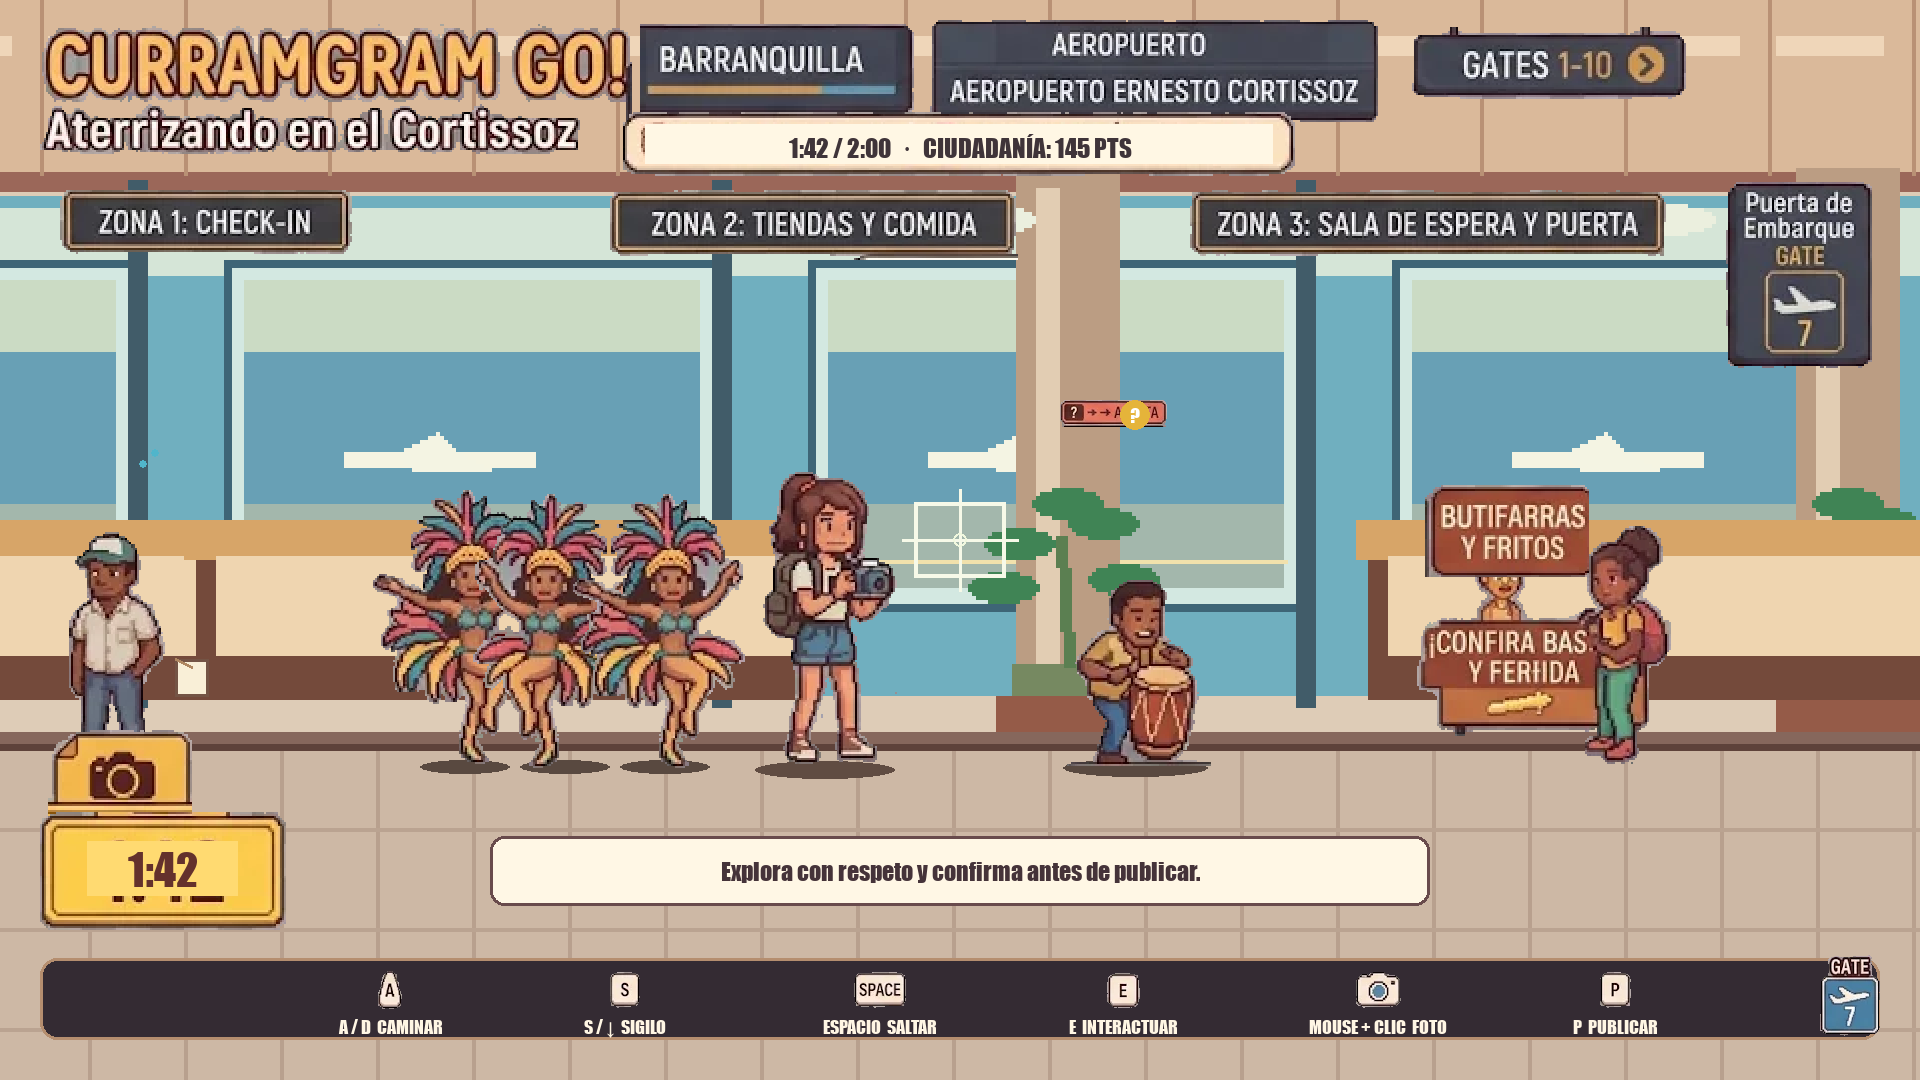 CURRAMGRAM GO!
Aterrizando en el Cortissoz
BARRANQUILLA
AEROPUERTO
AEROPUERTO ERNESTO CORTISSOZ
GATES 1-10
1:42 / 2:00 · CIUDADANÍA: 145 PTS
ZONA 1: CHECK-IN
ZONA 2: TIENDAS Y COMIDA
ZONA 3: SALA DE ESPERA Y PUERTA
Puerta de
Embarque
GATE
7
?
?
BUTIFARRAS
Y FRITOS
¡CONFIRA BAS
Y FERHIDA
1:42
Explora con respeto y confirma antes de publicar.
A
S
SPACE
E
P
A / D CAMINAR
S / ↓ SIGILO
ESPACIO SALTAR
E INTERACTUAR
MOUSE + CLIC FOTO
P PUBLICAR
GATE
7